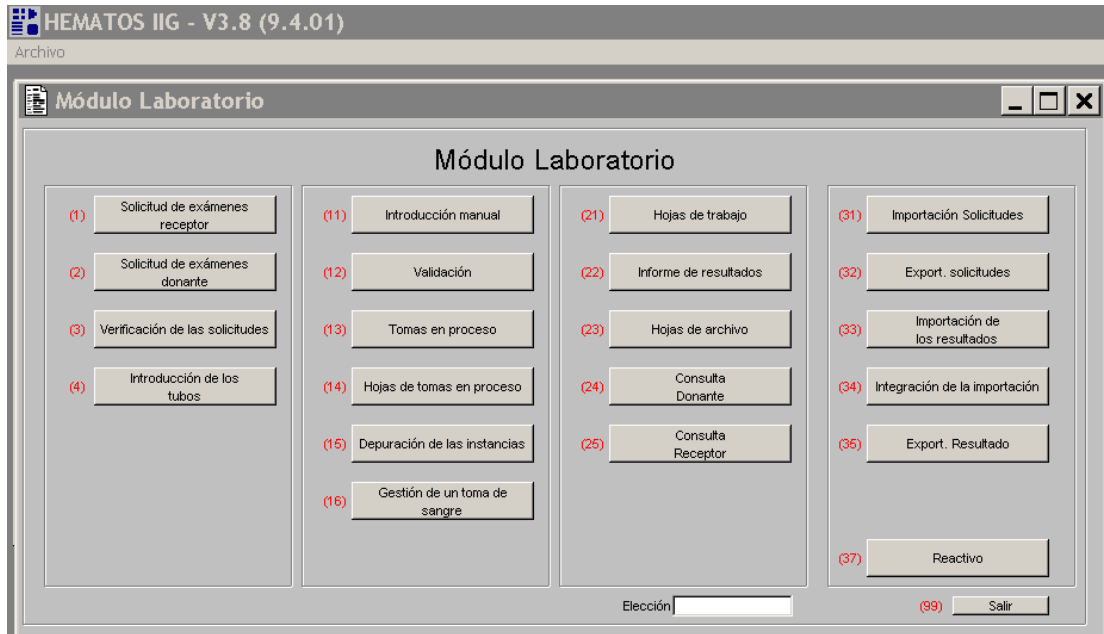 HEMATOS IIG - V3.8 (9.4.01)
Archivo
Módulo Laboratorio
Módulo Laboratorio
(1) Solicitud de exámenes
receptor
(2) Solicitud de exámenes
donante
(3) Verificación de las solicitudes
(4) Introducción de los
tubos
(11) Introducción manual
(12) Validación
(13) Tomas en proceso
(14) Hojas de tomas en proceso
(15) Depuración de las instancias
(16) Gestión de un toma de
sangre
(21) Hojas de trabajo
(22) Informe de resultados
(23) Hojas de archivo
(24) Consulta
Donante
(25) Consulta
Receptor
(31) Importación Solicitudes
(32) Export. solicitudes
(33) Importación de
los resultados
(34) Integración de la importación
(35) Export. Resultado
(37) Reactivo
Elección
(99) Salir